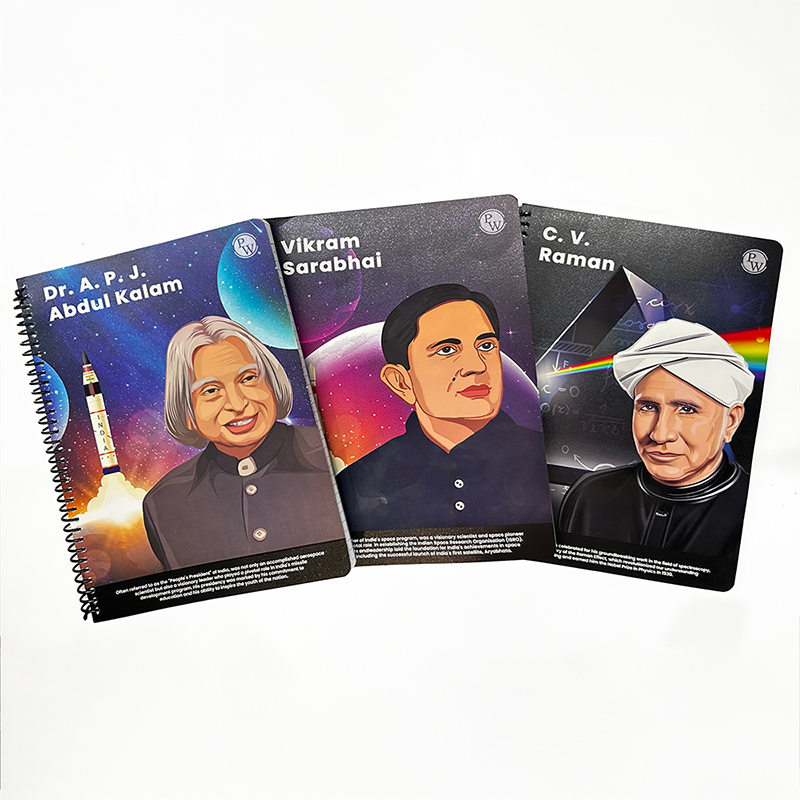 Dr. A. P. J.
Abdul Kalam
PW
INDIA
Often referred to as the "People's President" of India, was not only an accomplished aerospace
scientist but also a visionary leader who played a pivotal role in India's missile
development program. His presidency was marked by his commitment to
education and his ability to inspire the youth of the nation.
Vikram
Sarabhai
PW
of India's space program, was a visionary scientist and space pioneer
role in establishing the Indian Space Research Organisation (ISRO).
laid the foundation for India's achievements in space
including the successful launch of India's first satellite, Aryabhata.
C. V.
Raman
PW
cos x
E
C = O
celebrated for his groundbreaking work in the field of spectroscopy,
of the Raman Effect, which revolutionized our understanding
and earned him the Nobel Prize in Physics in 1930.